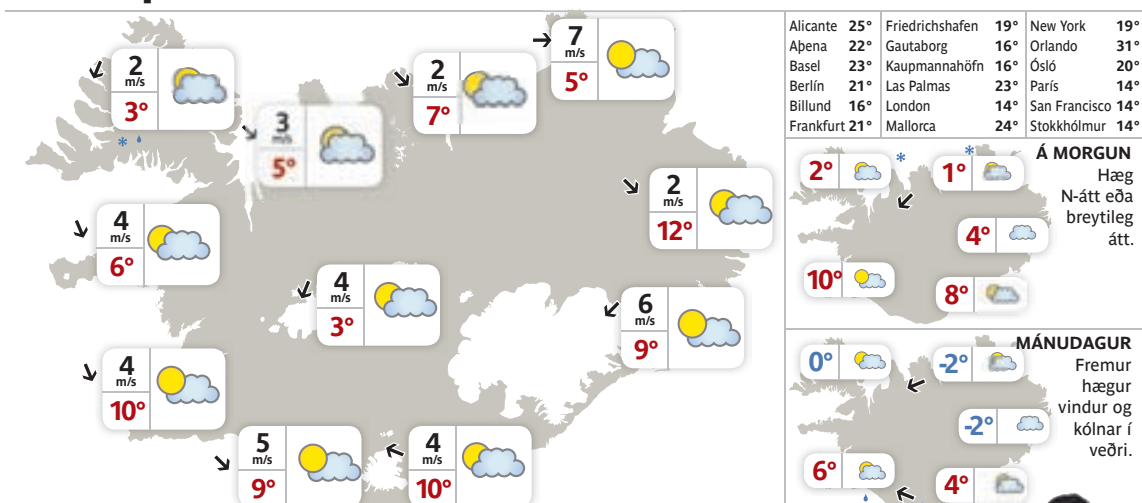 2
m/s
3°
3
m/s
5°
2
m/s
7°
7
m/s
5°
4
m/s
6°
2
m/s
12°
4
m/s
3°
6
m/s
9°
4
m/s
10°
5
m/s
9°
4
m/s
10°
Alicante 25°
Aþena 22°
Basel 23°
Berlín 21°
Billund 16°
Frankfurt 21°
Friedrichshafen 19°
Gautaborg 16°
Kaupmannahöfn 16°
Las Palmas 23°
London 14°
Mallorca 24°
New York 19°
Orlando 31°
Ósló 20°
París 14°
San Francisco 14°
Stokkhólmur 14°
Á MORGUN
Hæg
N-átt eða
breytileg
átt.
2°
1°
4°
10°
8°
MÁNUDAGUR
Fremur
hægur
vindur og
kólnar í
veðri.
0°
-2°
-2°
6°
4°